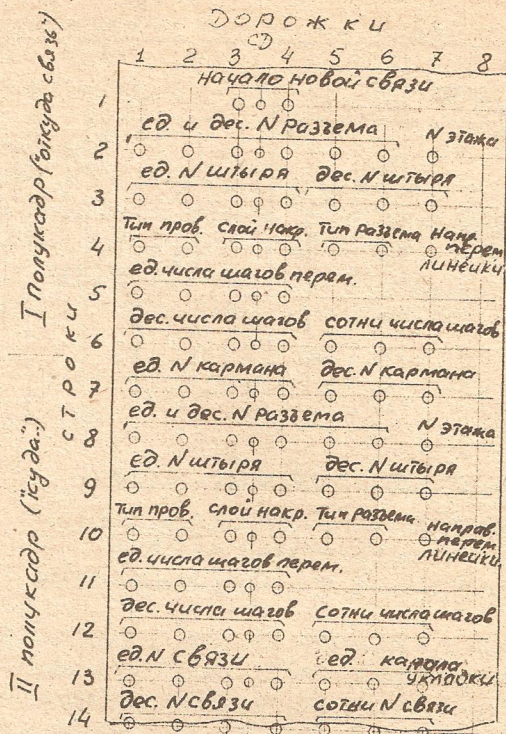 ДОРОЖКИ
СД
1 2 3 4 5 6 7 8
начало новой связи
1
ед. и дес. N разъема N этажа
2
ед. N штыря дес. N штыря
3
Тип пров. Слой накр. Тип разъема Напр. перем линейки
4
ед. числа шагов перем.
5
дес. числа шагов сотни числа шагов
6
ед. N кармана дес. N кармана
7
ед. и дес. N разъема N этажа
8
ед. N штыря дес. N штыря
9
Тип пров. Слой накр. Тип разъема направ. перем линейки
10
ед. числа шагов перем.
11
дес. числа шагов сотни числа шагов
12
ед. N связи ед. канала укладки
13
дес. N связи сотни N связи
14
I полукадр ("откуда связь")
СТРОКИ
II полукадр ("куда..")